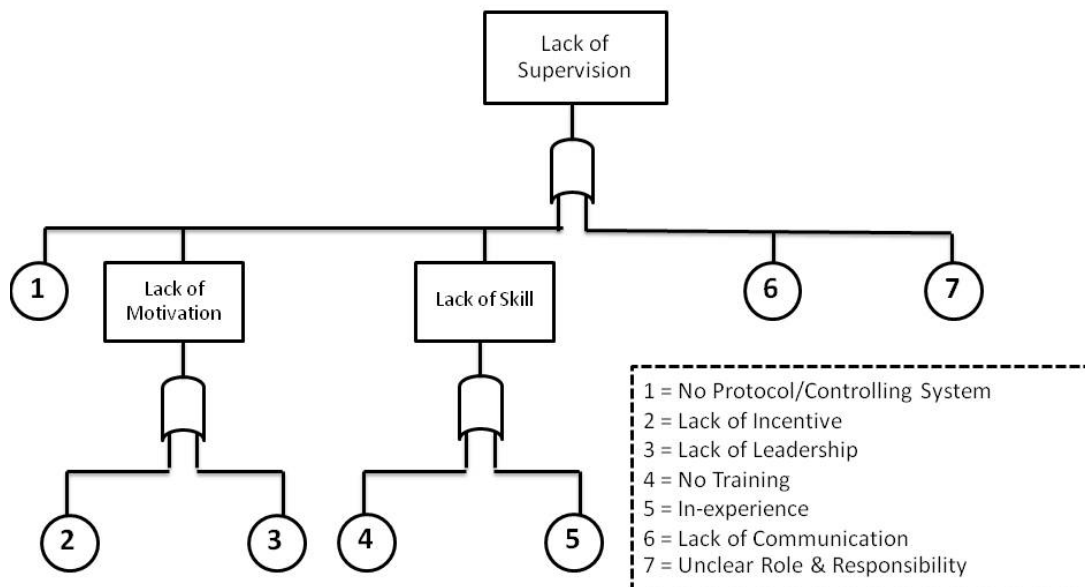 Lack of
Supervision
1
Lack of
Motivation
Lack of Skill
6
7
2
3
4
5
1 = No Protocol/Controlling System
2 = Lack of Incentive
3 = Lack of Leadership
4 = No Training
5 = In-experience
6 = Lack of Communication
7 = Unclear Role & Responsibility